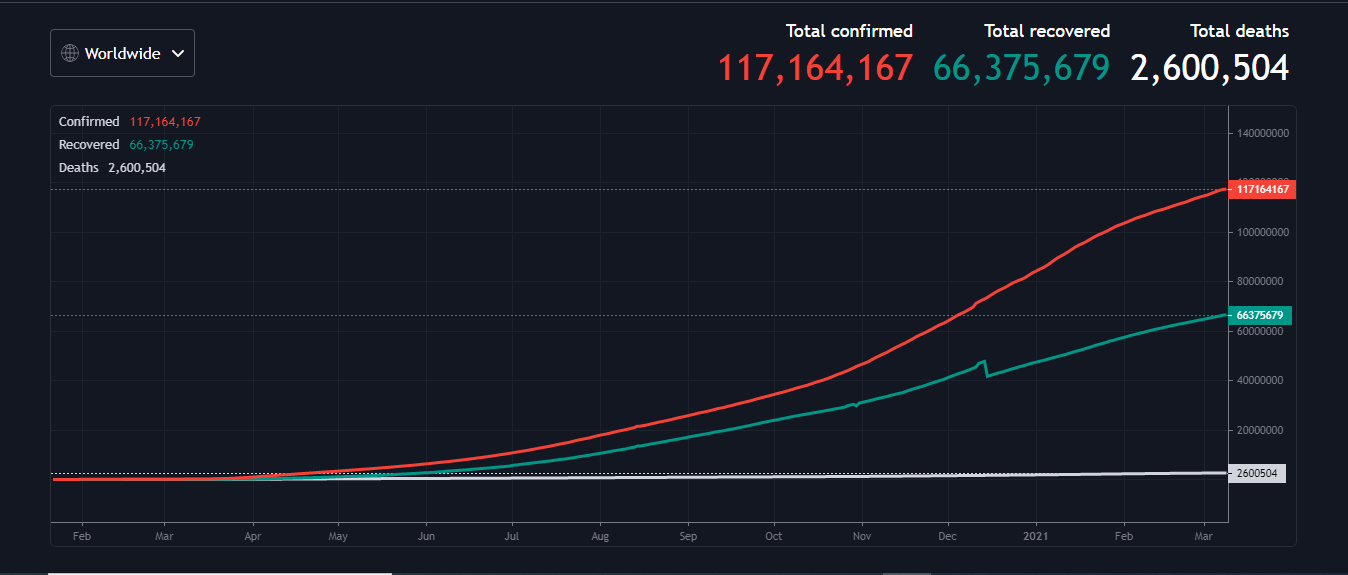 Worldwide
Total confirmed
117,164,167
Total recovered
66,375,679
Total deaths
2,600,504
Confirmed 117,164,167
Recovered 66,375,679
Deaths 2,600,504
140000000
117164167
100000000
80000000
66375679
60000000
40000000
20000000
2600504
Feb Mar Apr May Jun Jul Aug Sep Oct Nov Dec 2021 Feb Mar